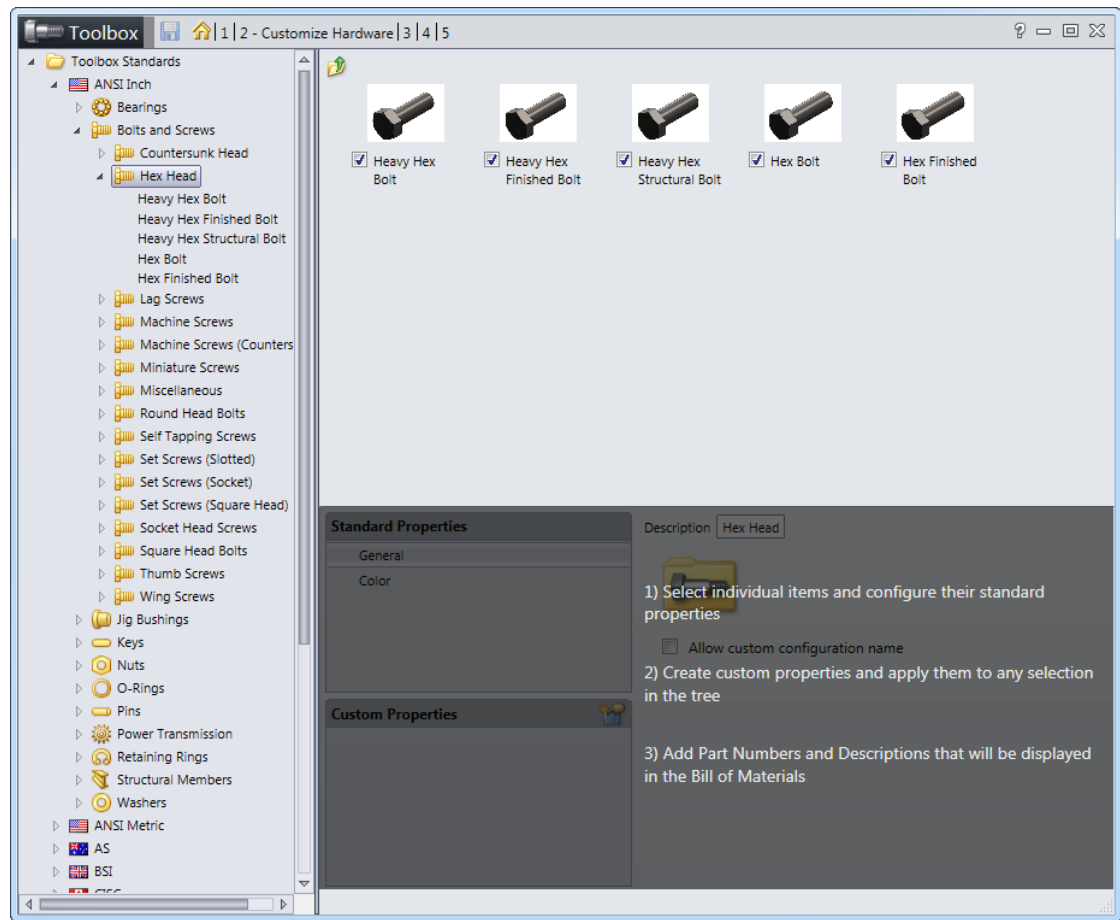 Toolbox
1 | 2 - Customize Hardware | 3 | 4 | 5
Toolbox Standards
ANSI Inch
Bearings
Bolts and Screws
Countersunk Head
Hex Head
Heavy Hex Bolt
Heavy Hex Finished Bolt
Heavy Hex Structural Bolt
Hex Bolt
Hex Finished Bolt
Lag Screws
Machine Screws
Machine Screws (Counters
Miniature Screws
Miscellaneous
Round Head Bolts
Self Tapping Screws
Set Screws (Slotted)
Set Screws (Socket)
Set Screws (Square Head)
Socket Head Screws
Square Head Bolts
Thumb Screws
Wing Screws
Jig Bushings
Keys
Nuts
O-Rings
Pins
Power Transmission
Retaining Rings
Structural Members
Washers
ANSI Metric
AS
BSI
Heavy Hex
Bolt
Heavy Hex
Finished Bolt
Heavy Hex
Structural Bolt
Hex Bolt
Hex Finished
Bolt
Standard Properties
General
Color
Custom Properties
Description Hex Head
1) Select individual items and configure their standard
properties
Allow custom configuration name
2) Create custom properties and apply them to any selection
in the tree
3) Add Part Numbers and Descriptions that will be displayed
in the Bill of Materials